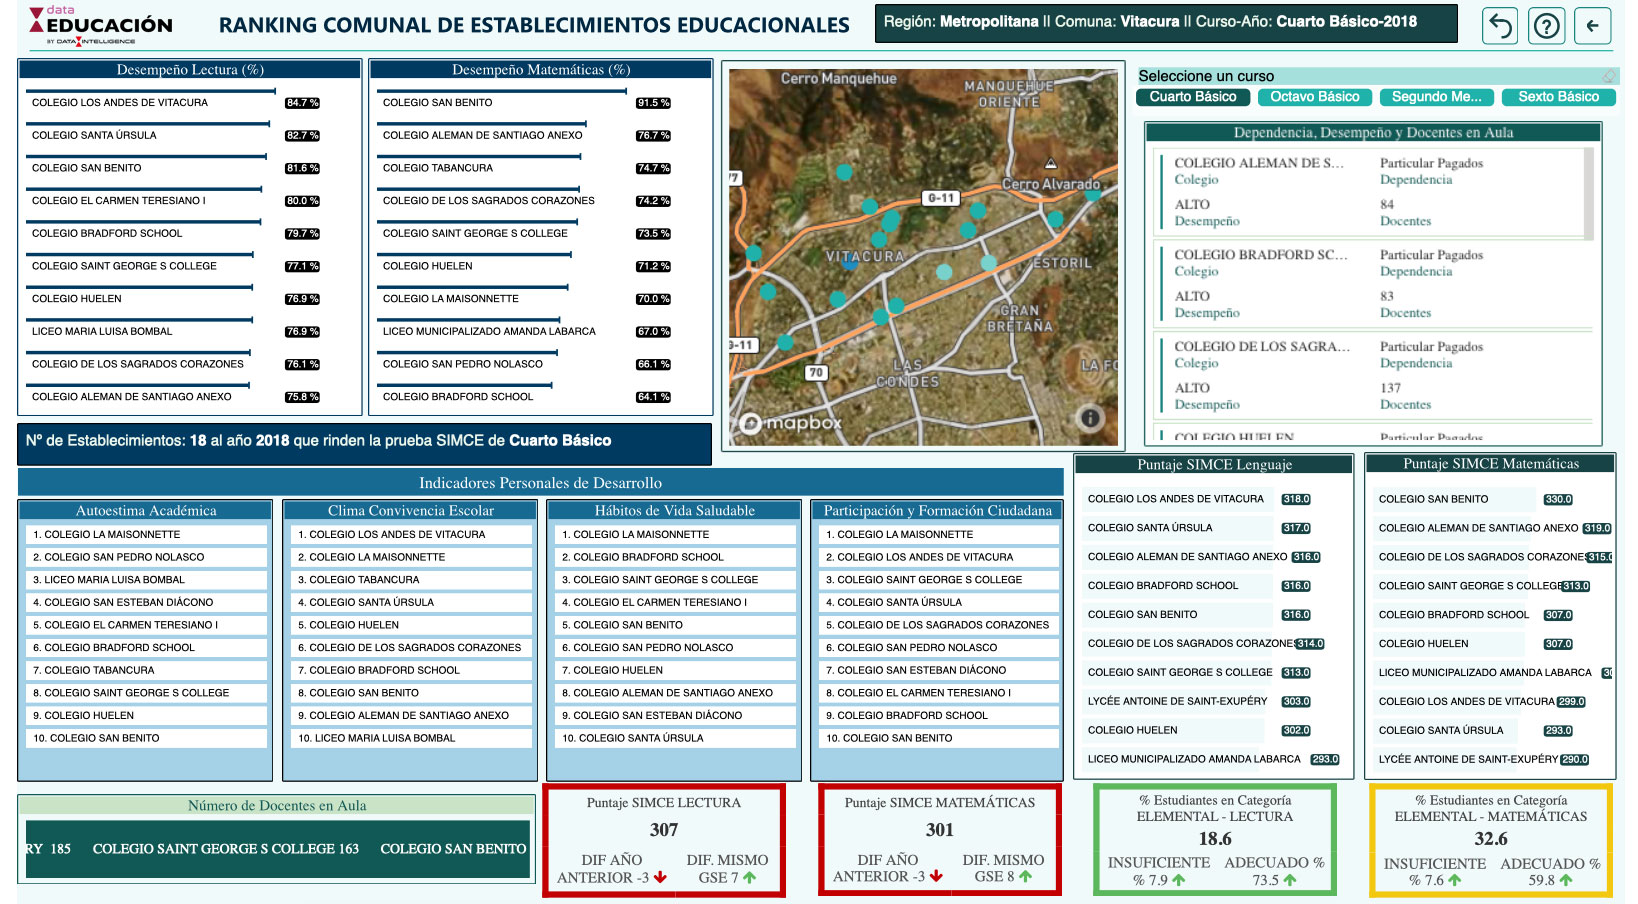 data
EDUCACIÓN
BY DATA INTELLIGENCE
RANKING COMUNAL DE ESTABLECIMIENTOS EDUCACIONALES
Región: Metropolitana II Comuna: Vitacura II Curso-Año: Cuarto Básico-2018
Desempeño Lectura (%)
COLEGIO LOS ANDES DE VITACURA 84.7 %
COLEGIO SANTA ÚRSULA 82.7 %
COLEGIO SAN BENITO 81.6 %
COLEGIO EL CARMEN TERESIANO I 80.0 %
COLEGIO BRADFORD SCHOOL 79.7 %
COLEGIO SAINT GEORGE S COLLEGE 77.1 %
COLEGIO HUELEN 76.9 %
LICEO MARIA LUISA BOMBAL 76.9 %
COLEGIO DE LOS SAGRADOS CORAZONES 76.1 %
COLEGIO ALEMAN DE SANTIAGO ANEXO 75.8 %
Desempeño Matemáticas (%)
COLEGIO SAN BENITO 91.5 %
COLEGIO ALEMAN DE SANTIAGO ANEXO 76.7 %
COLEGIO TABANCURA 74.7 %
COLEGIO DE LOS SAGRADOS CORAZONES 74.2 %
COLEGIO SAINT GEORGE S COLLEGE 73.5 %
COLEGIO HUELEN 71.2 %
COLEGIO LA MAISONNETTE 70.0 %
LICEO MUNICIPALIZADO AMANDA LABARCA 67.0 %
COLEGIO SAN PEDRO NOLASCO 66.1 %
COLEGIO BRADFORD SCHOOL 64.1 %
Cerro Manquehue
MANQUEHUE
ORIENTE
77
G-11
Cerro Alvarado
VITACURA
ESTORIL
GRAN
BRETAÑA
G-11
70
LAS
CONDES
LA FO
mapbox
Seleccione un curso
Cuarto Básico
Octavo Básico
Segundo Me...
Sexto Básico
Dependencia, Desempeño y Docentes en Aula
COLEGIO ALEMAN DE S... Particular Pagados
Colegio Dependencia
ALTO 84
Desempeño Docentes
COLEGIO BRADFORD SC... Particular Pagados
Colegio Dependencia
ALTO 83
Desempeño Docentes
COLEGIO DE LOS SAGRA... Particular Pagados
Colegio Dependencia
ALTO 137
Desempeño Docentes
COLEGIO HUELEN Particular Pagados
Nº de Establecimientos: 18 al año 2018 que rinden la prueba SIMCE de Cuarto Básico
Indicadores Personales de Desarrollo
Autoestima Académica
1. COLEGIO LA MAISONNETTE
2. COLEGIO SAN PEDRO NOLASCO
3. LICEO MARIA LUISA BOMBAL
4. COLEGIO SAN ESTEBAN DIÁCONO
5. COLEGIO EL CARMEN TERESIANO I
6. COLEGIO BRADFORD SCHOOL
7. COLEGIO TABANCURA
8. COLEGIO SAINT GEORGE S COLLEGE
9. COLEGIO HUELEN
10. COLEGIO SAN BENITO
Clima Convivencia Escolar
1. COLEGIO LOS ANDES DE VITACURA
2. COLEGIO LA MAISONNETTE
3. COLEGIO TABANCURA
4. COLEGIO SANTA ÚRSULA
5. COLEGIO HUELEN
6. COLEGIO DE LOS SAGRADOS CORAZONES
7. COLEGIO BRADFORD SCHOOL
8. COLEGIO SAN BENITO
9. COLEGIO ALEMAN DE SANTIAGO ANEXO
10. LICEO MARIA LUISA BOMBAL
Hábitos de Vida Saludable
1. COLEGIO LA MAISONNETTE
2. COLEGIO BRADFORD SCHOOL
3. COLEGIO SAINT GEORGE S COLLEGE
4. COLEGIO EL CARMEN TERESIANO I
5. COLEGIO SAN BENITO
6. COLEGIO SAN PEDRO NOLASCO
7. COLEGIO HUELEN
8. COLEGIO ALEMAN DE SANTIAGO ANEXO
9. COLEGIO SAN ESTEBAN DIÁCONO
10. COLEGIO SANTA ÚRSULA
Participación y Formación Ciudadana
1. COLEGIO LA MAISONNETTE
2. COLEGIO LOS ANDES DE VITACURA
3. COLEGIO SAINT GEORGE S COLLEGE
4. COLEGIO SANTA ÚRSULA
5. COLEGIO DE LOS SAGRADOS CORAZONES
6. COLEGIO SAN PEDRO NOLASCO
7. COLEGIO SAN ESTEBAN DIÁCONO
8. COLEGIO EL CARMEN TERESIANO I
9. COLEGIO BRADFORD SCHOOL
10. COLEGIO SAN BENITO
Puntaje SIMCE Lenguaje
COLEGIO LOS ANDES DE VITACURA 318.0
COLEGIO SANTA ÚRSULA 317.0
COLEGIO ALEMAN DE SANTIAGO ANEXO 316.0
COLEGIO BRADFORD SCHOOL 316.0
COLEGIO SAN BENITO 316.0
COLEGIO DE LOS SAGRADOS CORAZONES 314.0
COLEGIO SAINT GEORGE S COLLEGE 313.0
LYCÉE ANTOINE DE SAINT-EXUPÉRY 303.0
COLEGIO HUELEN 302.0
LICEO MUNICIPALIZADO AMANDA LABARCA 293.0
Puntaje SIMCE Matemáticas
COLEGIO SAN BENITO 330.0
COLEGIO ALEMAN DE SANTIAGO ANEXO 319.0
COLEGIO DE LOS SAGRADOS CORAZONES 315.0
COLEGIO SAINT GEORGE S COLLEGE 313.0
COLEGIO BRADFORD SCHOOL 307.0
COLEGIO HUELEN 307.0
LICEO MUNICIPALIZADO AMANDA LABARCA 30
COLEGIO LOS ANDES DE VITACURA 299.0
COLEGIO SANTA ÚRSULA 293.0
LYCÉE ANTOINE DE SAINT-EXUPÉRY 290.0
Número de Docentes en Aula
RY 185 COLEGIO SAINT GEORGE S COLLEGE 163 COLEGIO SAN BENITO
Puntaje SIMCE LECTURA
307
DIF AÑO DIF. MISMO
ANTERIOR -3 GSE 7
Puntaje SIMCE MATEMÁTICAS
301
DIF AÑO DIF. MISMO
ANTERIOR -3 GSE 8
% Estudiantes en Categoría
ELEMENTAL - LECTURA
18.6
INSUFICIENTE ADECUADO %
% 7.9 73.5
% Estudiantes en Categoría
ELEMENTAL - MATEMÁTICAS
32.6
INSUFICIENTE ADECUADO %
% 7.6 59.8